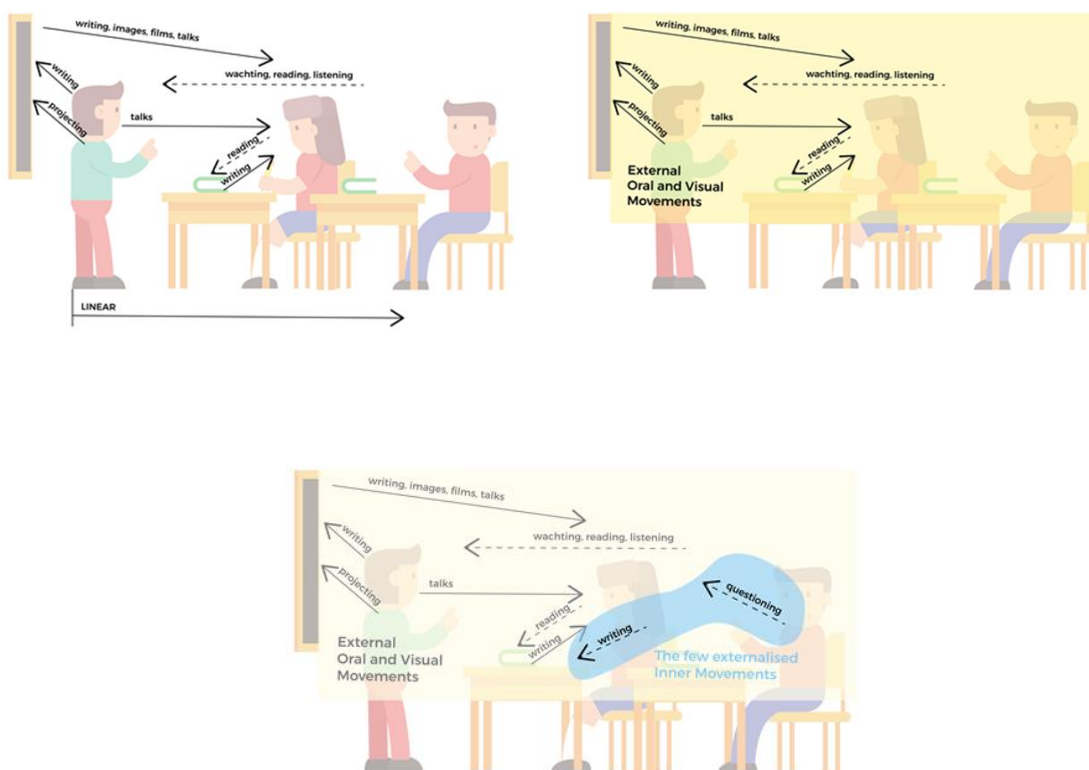 writing, images, films, talks
wachting, reading, listening
writing
projecting
talks
reading
writing
LINEAR
writing, images, films, talks
wachting, reading, listening
writing
projecting
talks
reading
writing
External
Oral and Visual
Movements
writing, images, films, talks
wachting, reading, listening
writing
projecting
talks
reading
writing
questioning
writing
External
Oral and Visual
Movements
The few externalised
Inner Movements